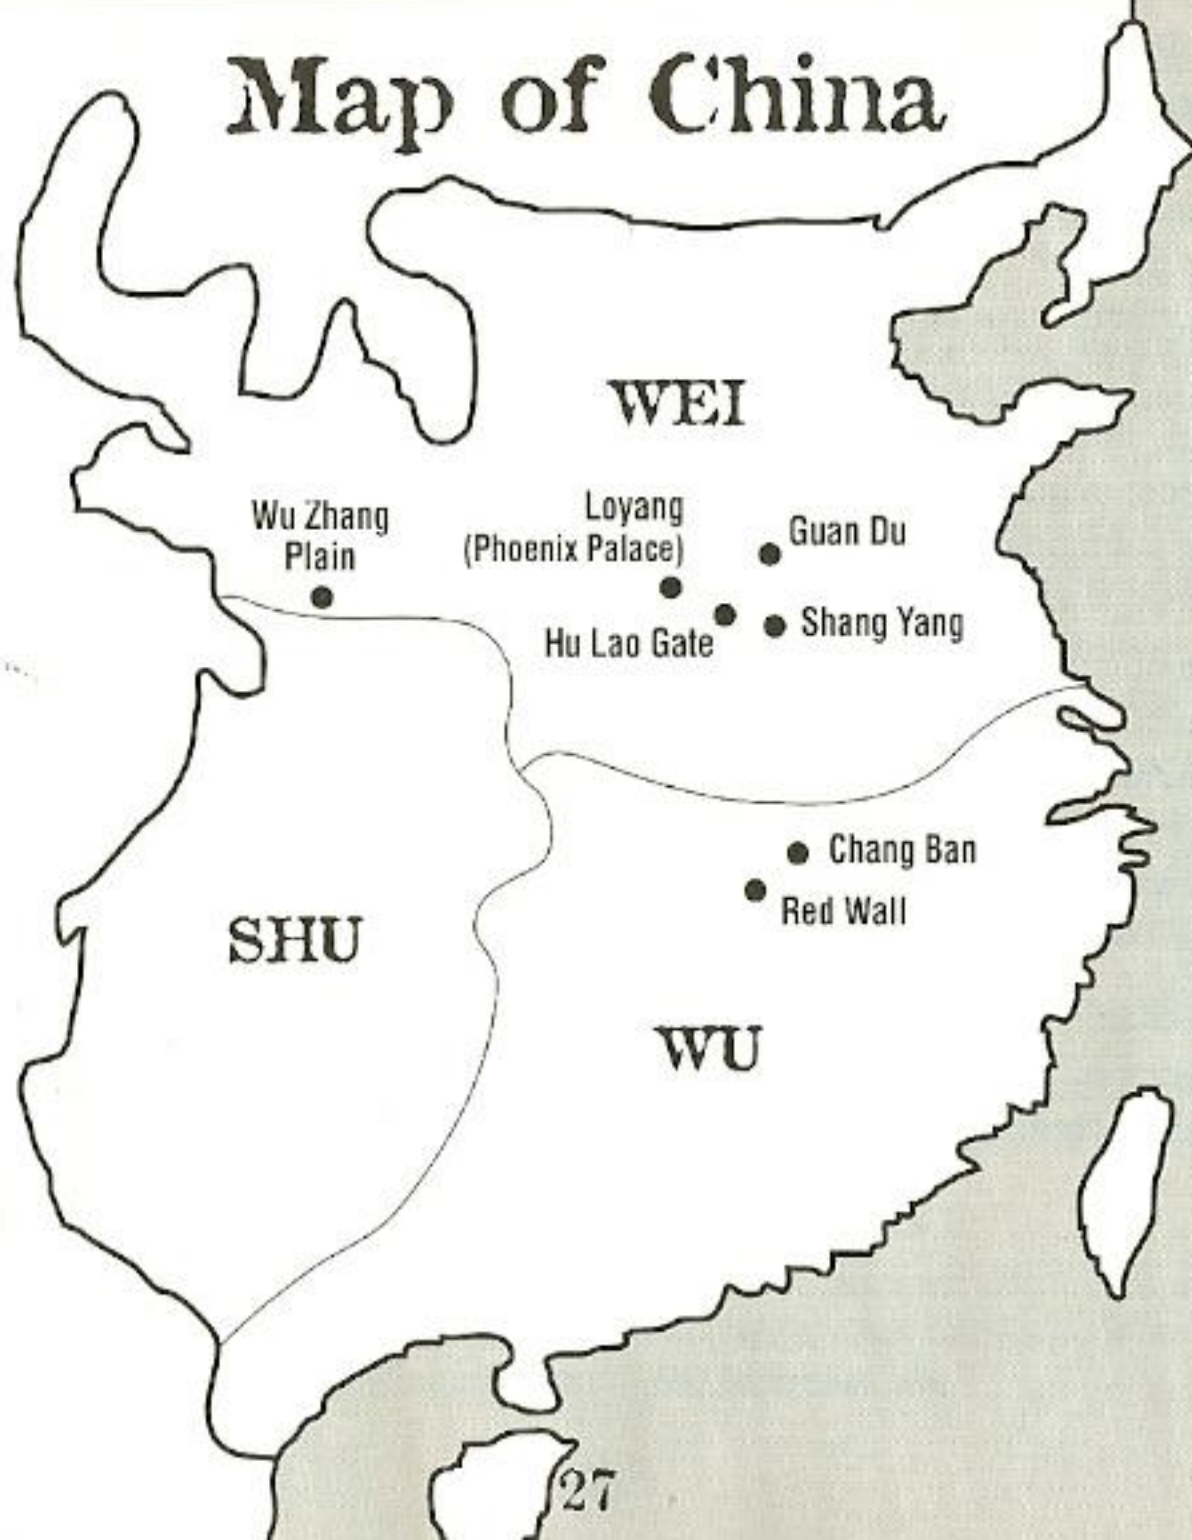 Map of China
WEI
Wu Zhang
Plain
Loyang
(Phoenix Palace)
Guan Du
Hu Lao Gate
Shang Yang
Chang Ban
Red Wall
SHU
WU
27